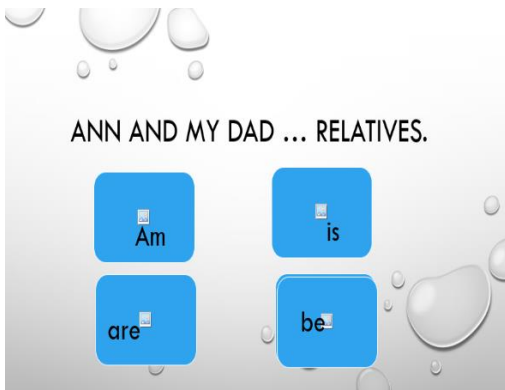 ANN AND MY DAD … RELATIVES.
Am
is
are
be